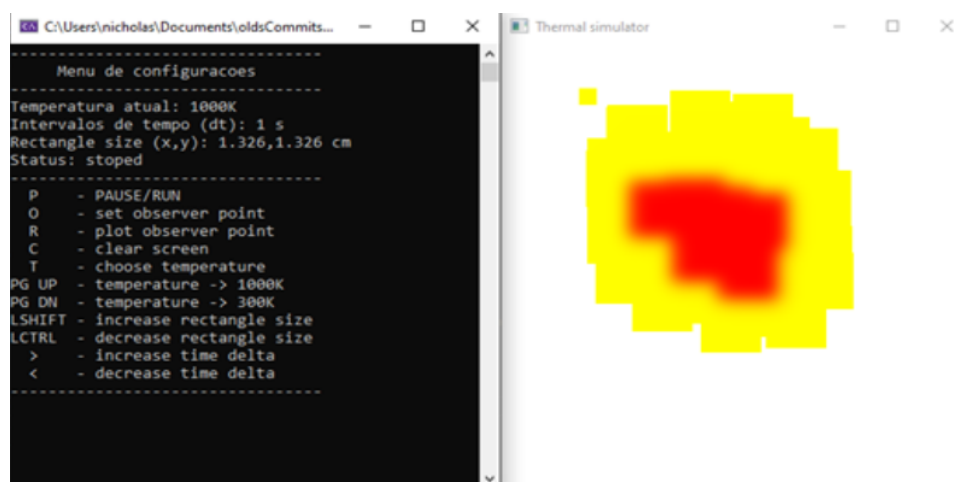 C:\Users\nicholas\Documents\oldsCommits...
Thermal simulator
----------------------------------
Menu de configuracoes
----------------------------------
Temperatura atual: 1000K
Intervalos de tempo (dt): 1 s
Rectangle size (x,y): 1.326,1.326 cm
Status: stoped
----------------------------------
P - PAUSE/RUN
O - set observer point
R - plot observer point
C - clear screen
T - choose temperature
PG UP - temperature -> 1000K
PG DN - temperature -> 300K
LSHIFT - increase rectangle size
LCTRL - decrease rectangle size
> - increase time delta
< - decrease time delta
----------------------------------